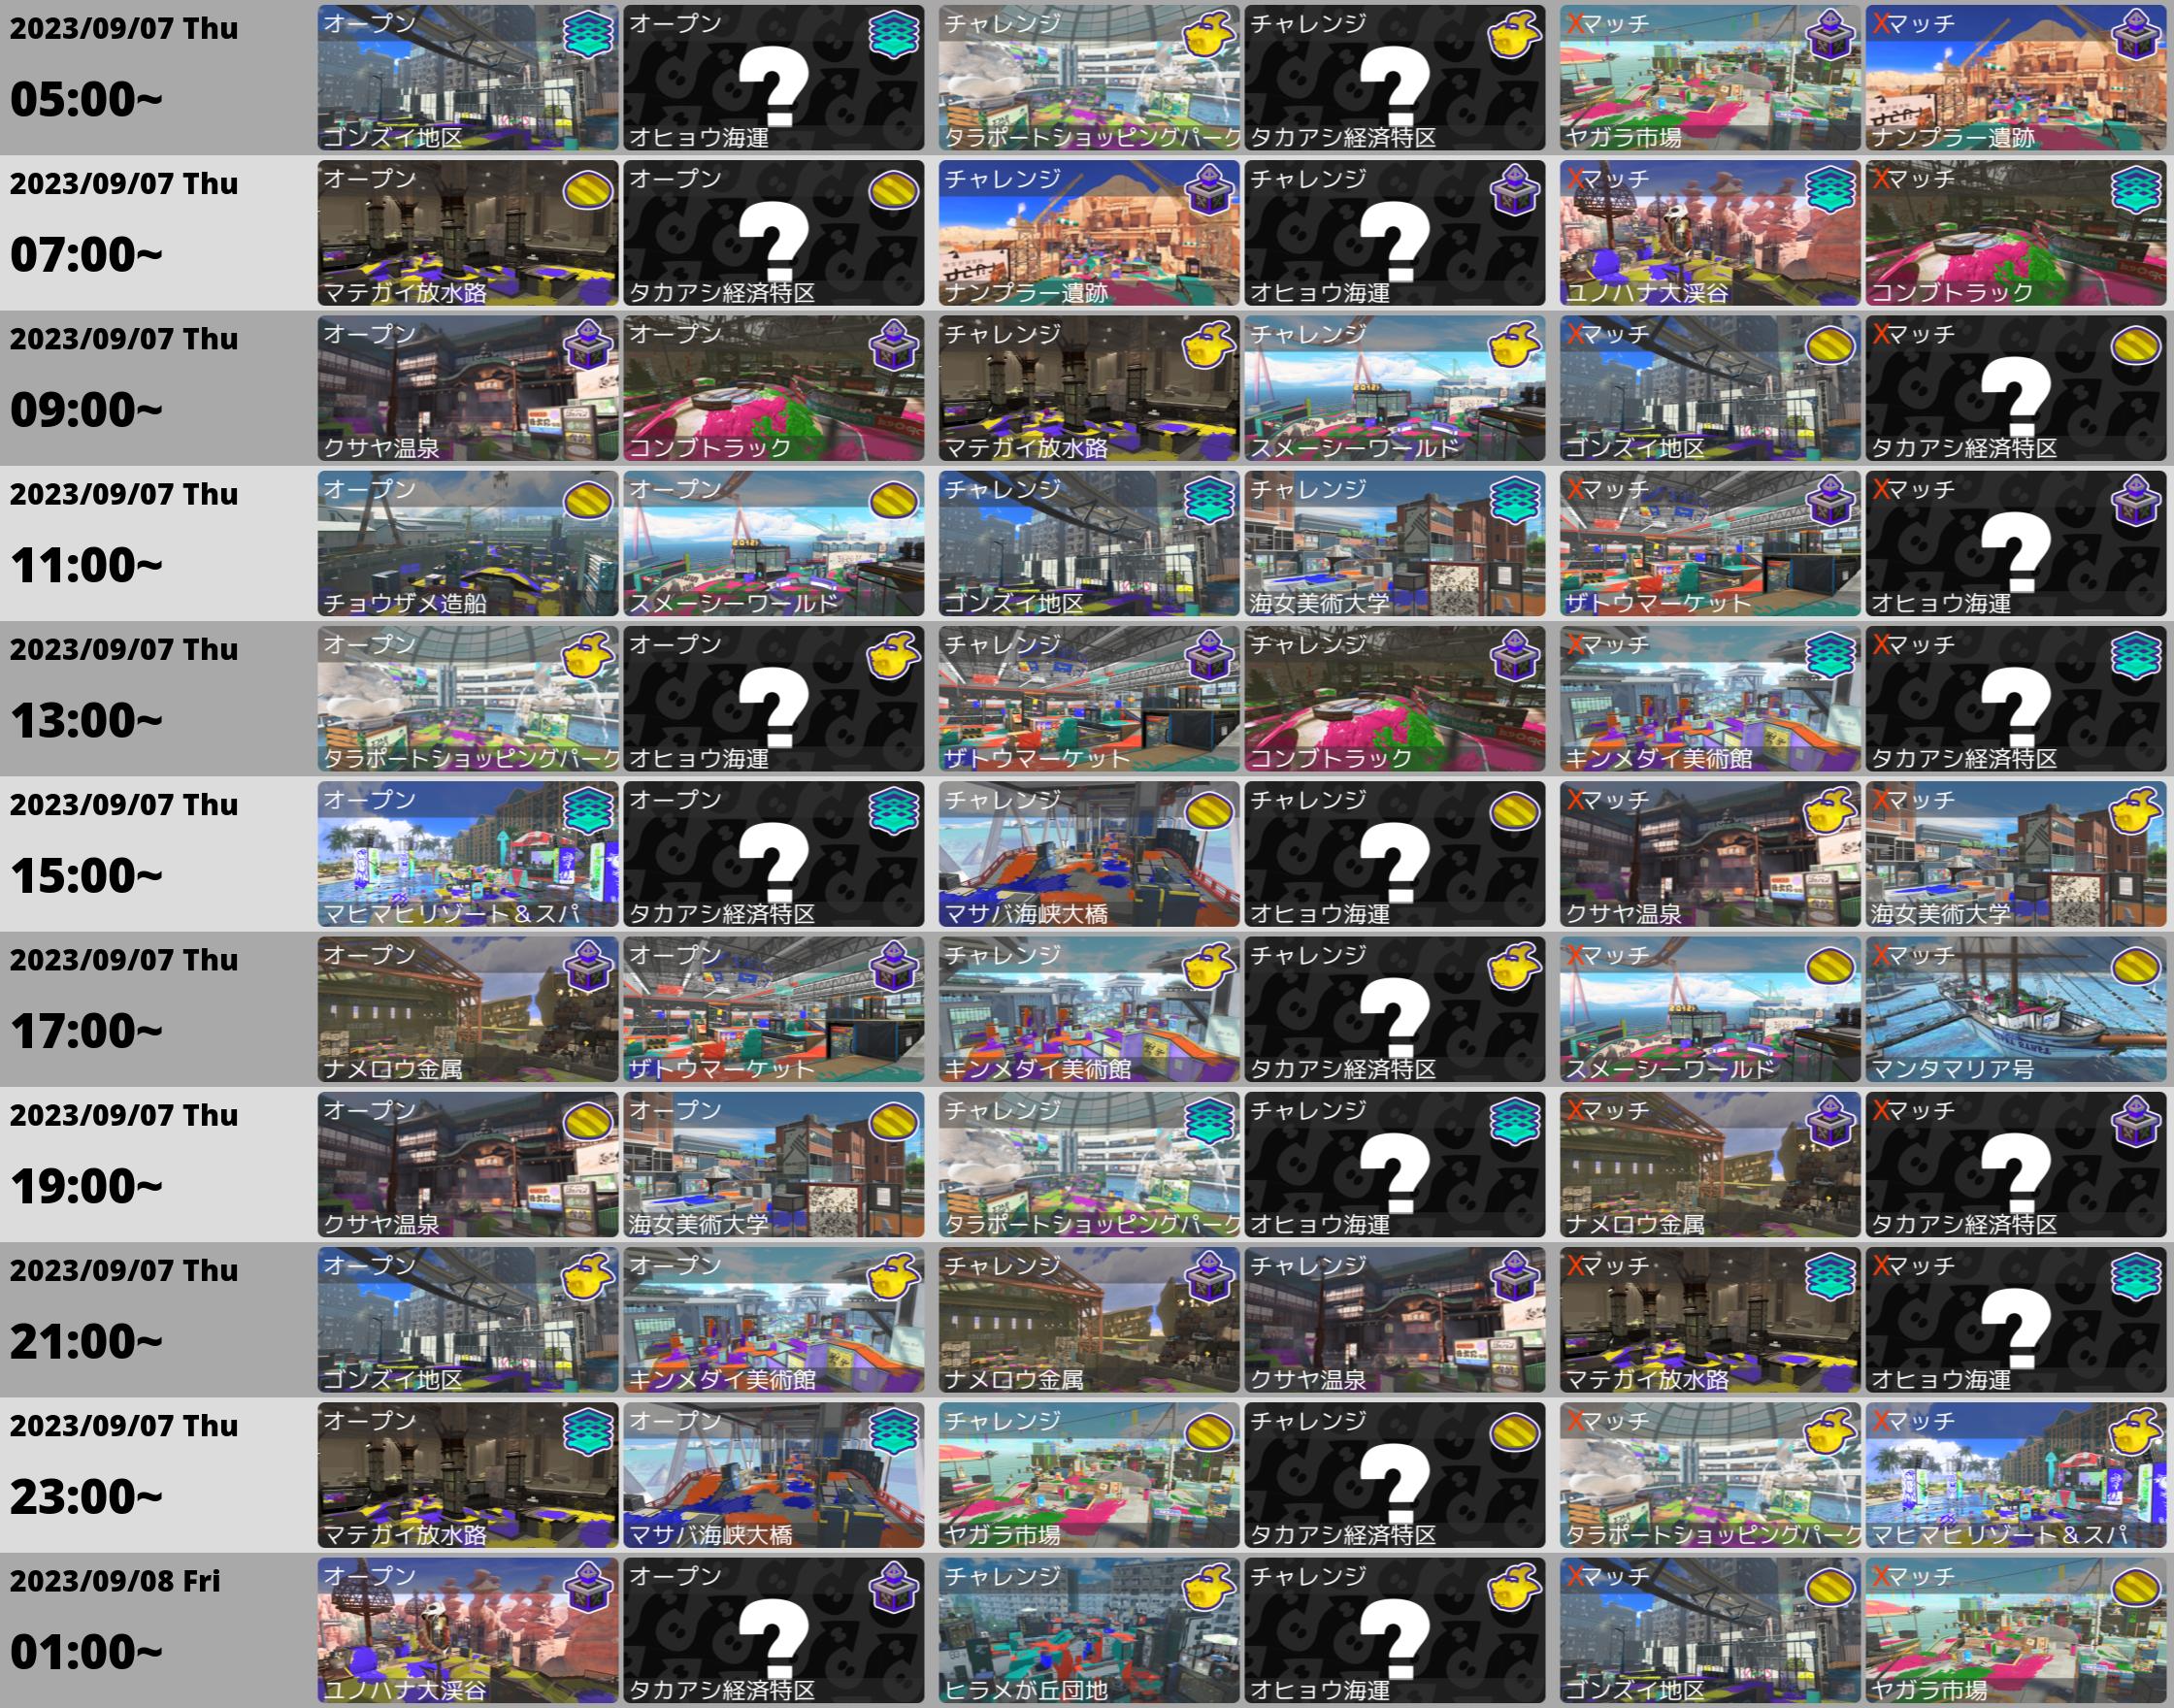 2023/09/07 Thu
05:00~
オープン
ゴンズイ地区
オープン
オヒョウ海運
チャレンジ
タラポートショッピングパーク
チャレンジ
タカアシ経済特区
Xマッチ
ヤガラ市場
Xマッチ
ナンプラー遺跡
2023/09/07 Thu
07:00~
オープン
マテガイ放水路
オープン
タカアシ経済特区
チャレンジ
ナンプラー遺跡
チャレンジ
オヒョウ海運
Xマッチ
ユノハナ大渓谷
Xマッチ
コンブトラック
2023/09/07 Thu
09:00~
オープン
クサヤ温泉
オープン
コンブトラック
チャレンジ
マテガイ放水路
チャレンジ
スメーシーワールド
Xマッチ
ゴンズイ地区
Xマッチ
タカアシ経済特区
2023/09/07 Thu
11:00~
オープン
チョウザメ造船
オープン
スメーシーワールド
チャレンジ
ゴンズイ地区
チャレンジ
海女美術大学
Xマッチ
ザトウマーケット
Xマッチ
オヒョウ海運
2023/09/07 Thu
13:00~
オープン
タラポートショッピングパーク
オープン
オヒョウ海運
チャレンジ
ザトウマーケット
チャレンジ
コンブトラック
Xマッチ
キンメダイ美術館
Xマッチ
タカアシ経済特区
2023/09/07 Thu
15:00~
オープン
マヒマヒリゾート＆スパ
オープン
タカアシ経済特区
チャレンジ
マサバ海峡大橋
チャレンジ
オヒョウ海運
Xマッチ
クサヤ温泉
Xマッチ
海女美術大学
2023/09/07 Thu
17:00~
オープン
ナメロウ金属
オープン
ザトウマーケット
チャレンジ
キンメダイ美術館
チャレンジ
タカアシ経済特区
Xマッチ
スメーシーワールド
Xマッチ
マンタマリア号
2023/09/07 Thu
19:00~
オープン
クサヤ温泉
オープン
海女美術大学
チャレンジ
タラポートショッピングパーク
チャレンジ
オヒョウ海運
Xマッチ
ナメロウ金属
Xマッチ
タカアシ経済特区
2023/09/07 Thu
21:00~
オープン
ゴンズイ地区
オープン
キンメダイ美術館
チャレンジ
ナメロウ金属
チャレンジ
クサヤ温泉
Xマッチ
マテガイ放水路
Xマッチ
オヒョウ海運
2023/09/07 Thu
23:00~
オープン
マテガイ放水路
オープン
マサバ海峡大橋
チャレンジ
ヤガラ市場
チャレンジ
タカアシ経済特区
Xマッチ
タラポートショッピングパーク
Xマッチ
マヒマヒリゾート＆スパ
2023/09/08 Fri
01:00~
オープン
ユノハナ大渓谷
オープン
タカアシ経済特区
チャレンジ
ヒラメが丘団地
チャレンジ
オヒョウ海運
Xマッチ
ゴンズイ地区
Xマッチ
ヤガラ市場